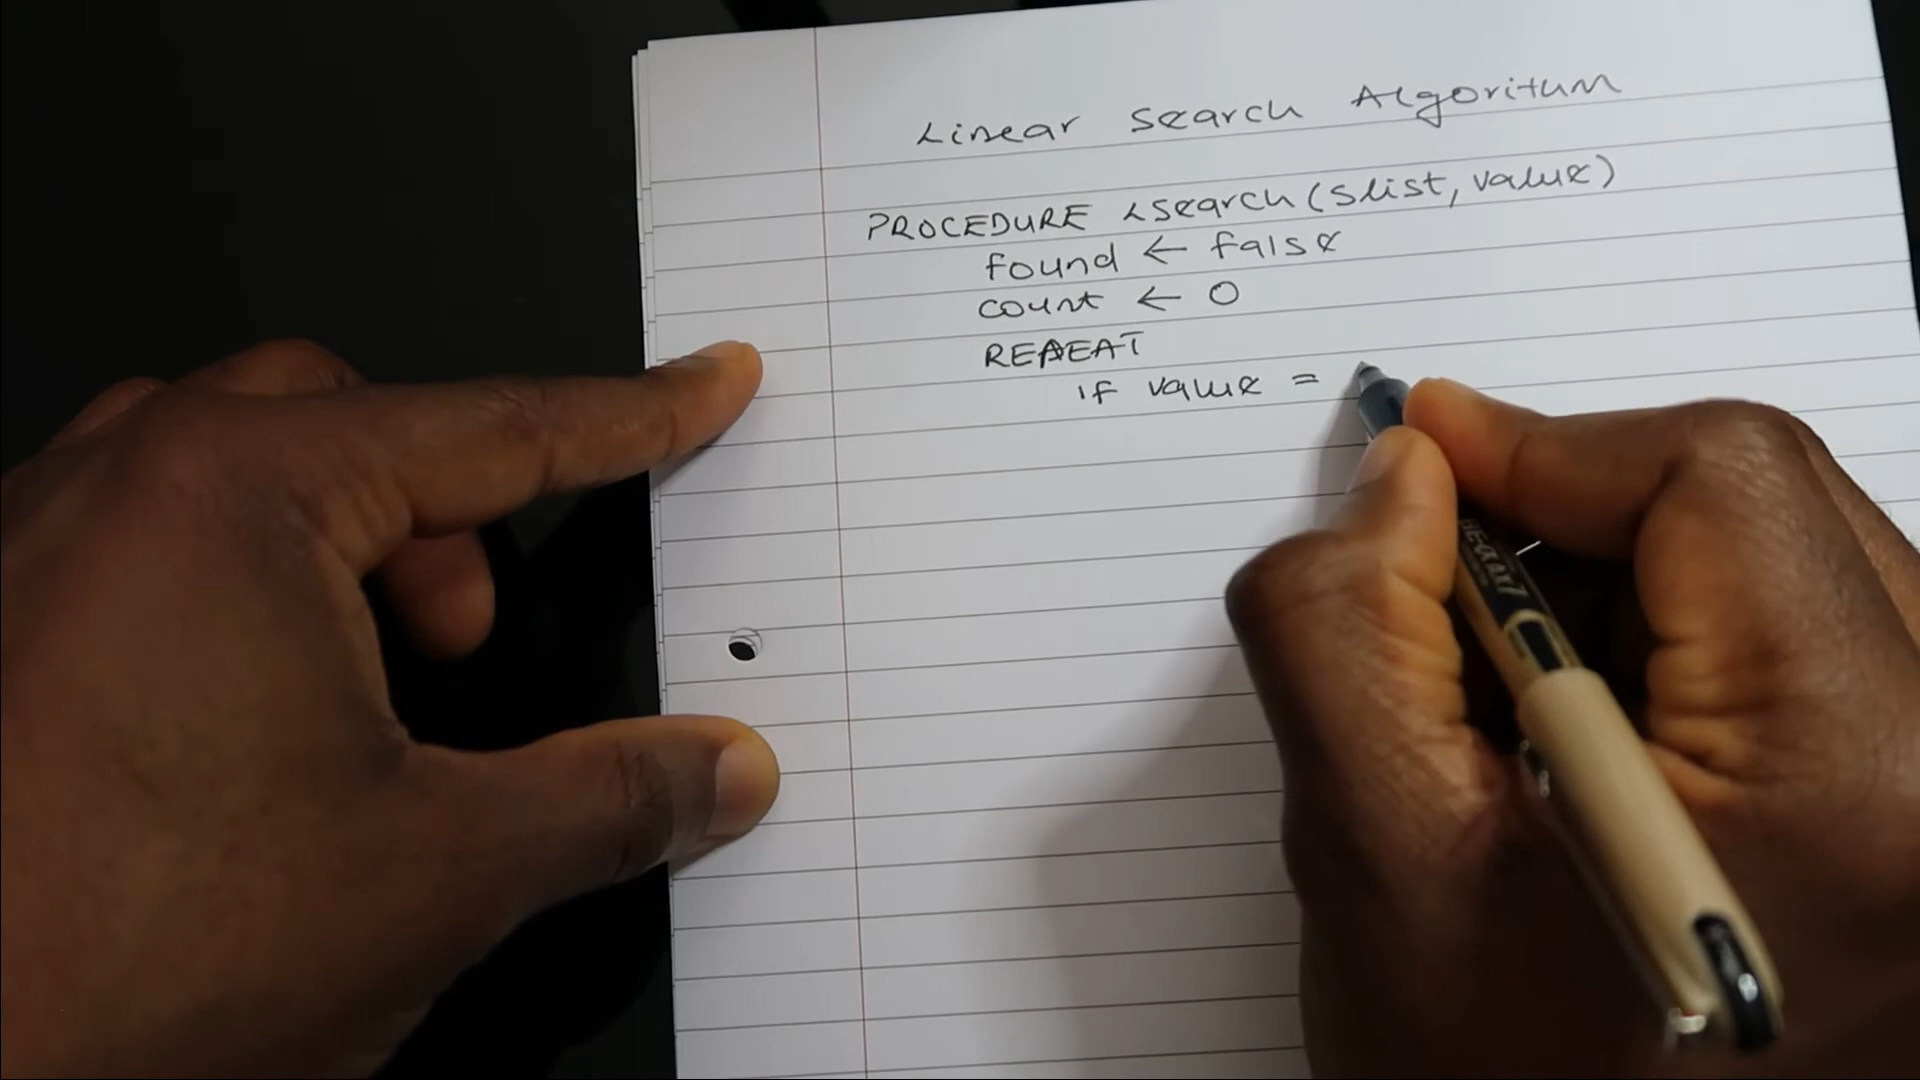 Linear Search Algoritum
PROCEDURE Lsearch(slist, value)
found ← false
count ← 0
REPEAT
if value =